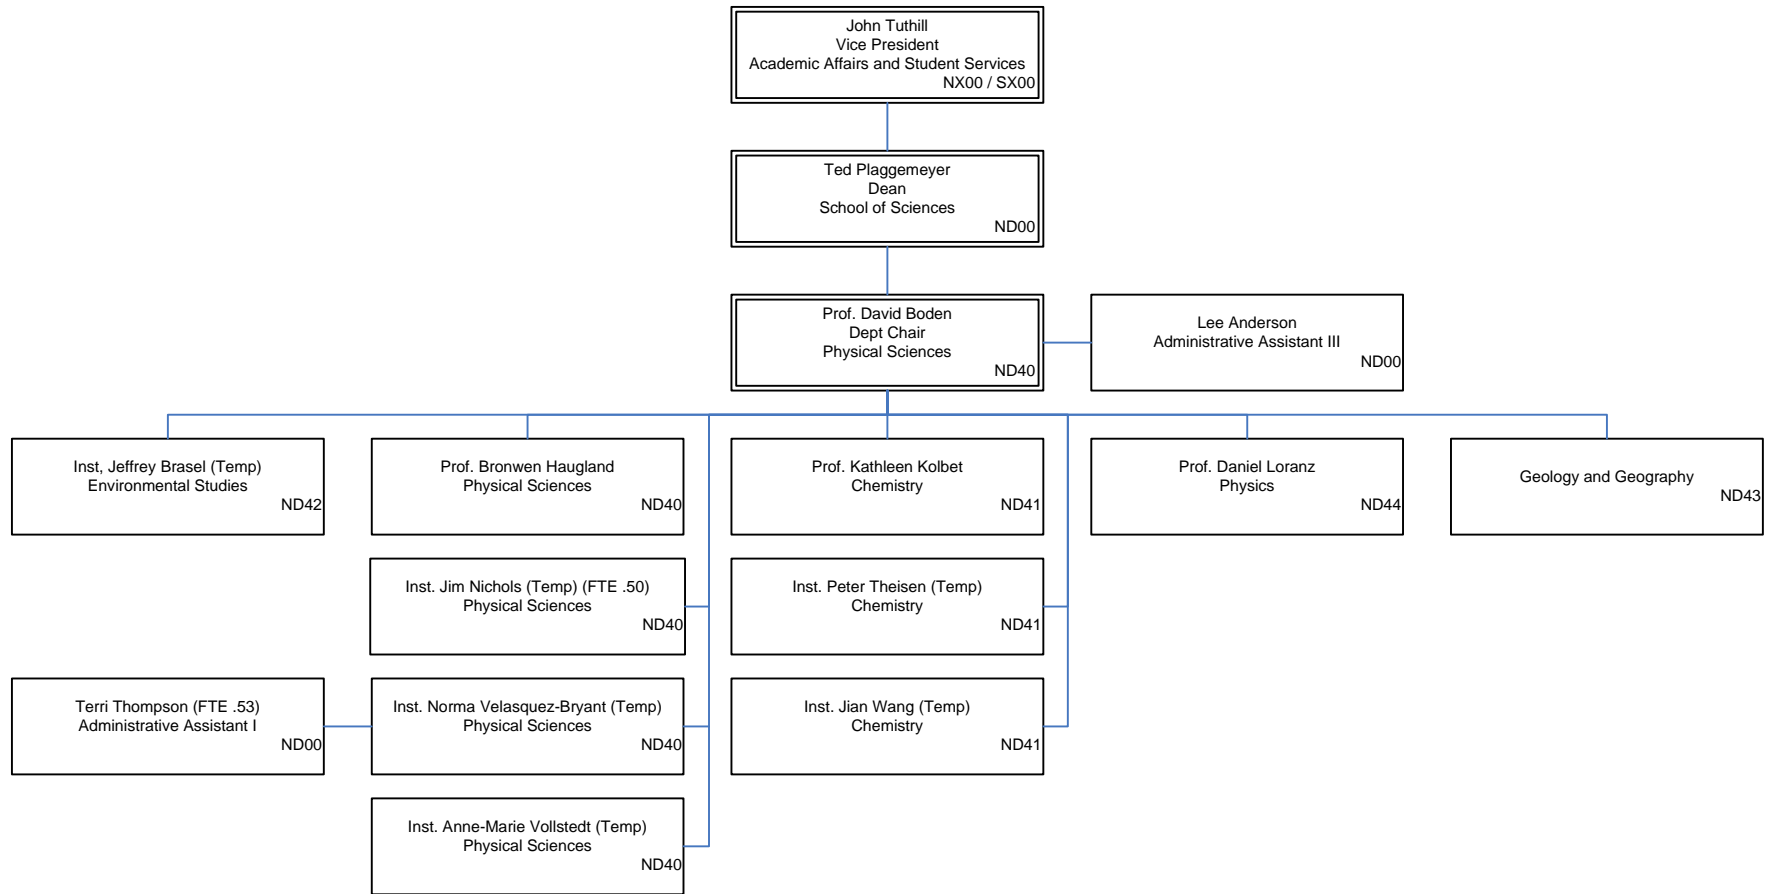 John Tuthill
Vice President
Academic Affairs and Student Services
NX00 / SX00
Ted Plaggemeyer
Dean
School of Sciences
ND00
Prof. David Boden
Dept Chair
Physical Sciences
ND40
Lee Anderson
Administrative Assistant III
ND00
Inst, Jeffrey Brasel (Temp)
Environmental Studies
ND42
Prof. Bronwen Haugland
Physical Sciences
ND40
Prof. Kathleen Kolbet
Chemistry
ND41
Prof. Daniel Loranz
Physics
ND44
Geology and Geography
ND43
Inst. Jim Nichols (Temp) (FTE .50)
Physical Sciences
ND40
Inst. Peter Theisen (Temp)
Chemistry
ND41
Terri Thompson (FTE .53)
Administrative Assistant I
ND00
Inst. Norma Velasquez-Bryant (Temp)
Physical Sciences
ND40
Inst. Jian Wang (Temp)
Chemistry
ND41
Inst. Anne-Marie Vollstedt (Temp)
Physical Sciences
ND40